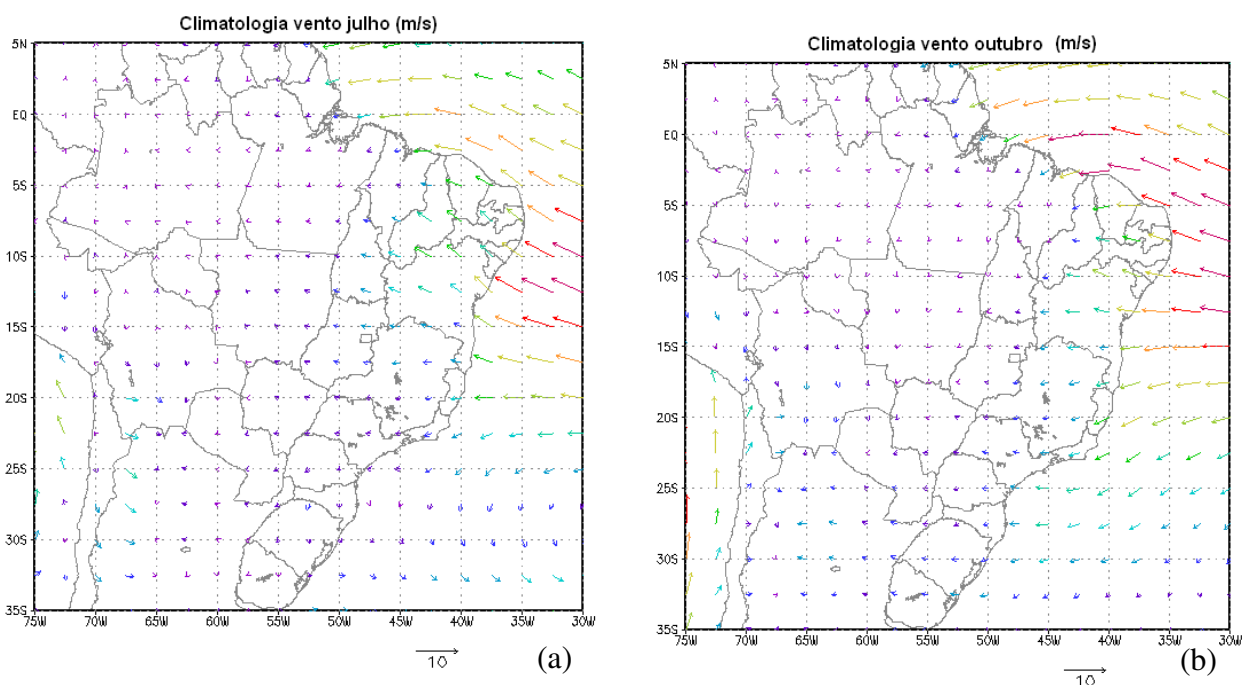 Climatologia vento julho (m/s)
5N
EQ
5S
10S
15S
20S
25S
30S
35S
75W 70W 65W 60W 55W 50W 45W 40W 35W 30W
10
(a)
Climatologia vento outubro (m/s)
5N
EQ
5S
10S
15S
20S
25S
30S
35S
75W 70W 65W 60W 55W 50W 45W 40W 35W 30W
10
(b)